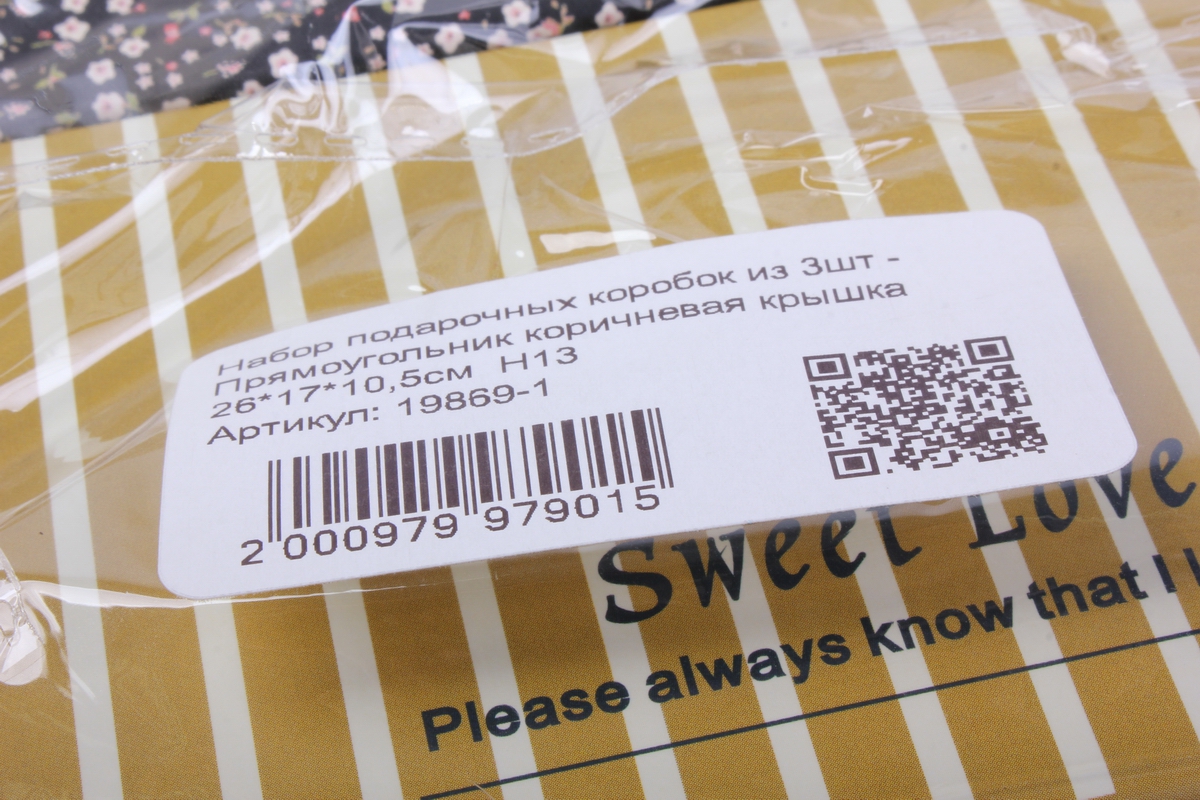 Набор подарочных коробок из 3шт -
Прямоугольник коричневая крышка
26*17*10,5см H13
Артикул: 19869-1
2 000979 979015
Sweet Love
Please always know that I